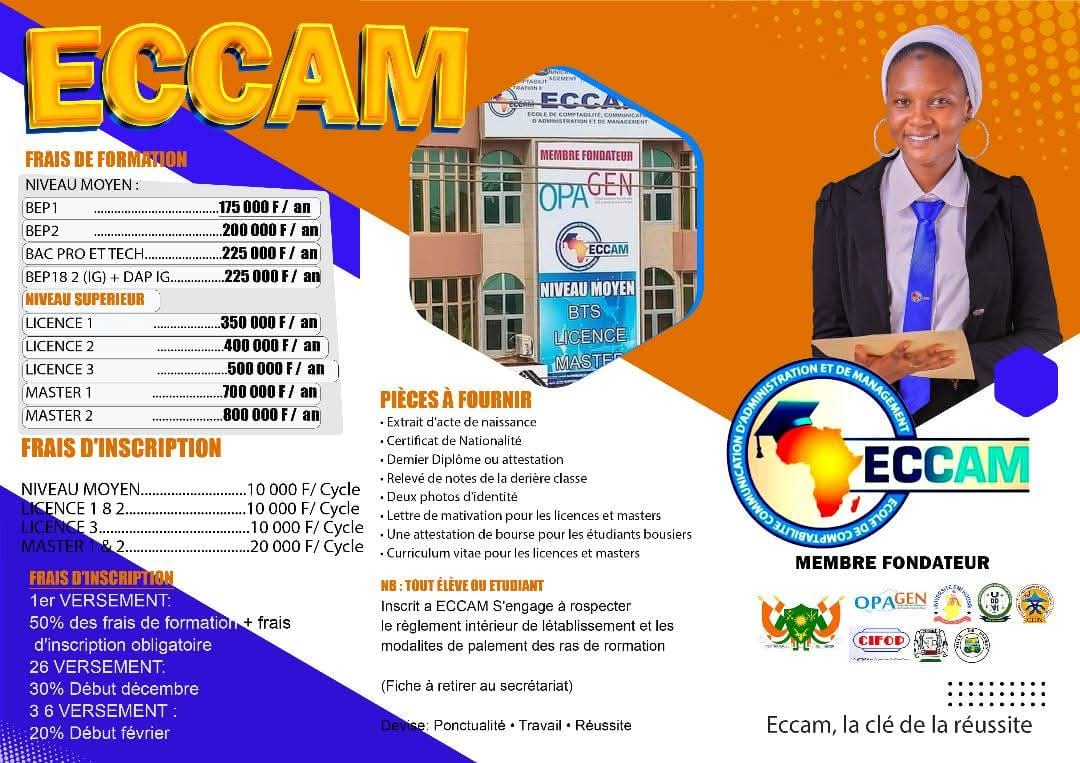 ECCAM
FRAIS DE FORMATION
NIVEAU MOYEN :
BEP1 ...............................175 000 F / an
BEP2 ................................200 000 F / an
BAC PRO ET TECH...................225 000 F / an
BEP18 2 (IG) + DAP IG.............225 000 F / an
NIVEAU SUPERIEUR
LICENCE 1 .................350 000 F / an
LICENCE 2 .................400 000 F / an
LICENCE 3 ..................500 000 F / an
MASTER 1 ..................700 000 F / an
MASTER 2 ..................800 000 F / an
FRAIS D'INSCRIPTION
NIVEAU MOYEN...........................10 000 F/ Cycle
LICENCE 1 8 2..............................10 000 F/ Cycle
LICENCE 3.....................................10 000 F/ Cycle
MASTER 1 & 2................................20 000 F/ Cycle
FRAIS D'INSCRIPTION
1er VERSEMENT:
50% des frais de formation + frais
d'inscription obligatoire
26 VERSEMENT:
30% Début décembre
3 6 VERSEMENT :
20% Début février
ECCAM
ECOLE DE COMPTABILITÉ, COMMUNICATION
D'ADMINISTRATION ET DE MANAGEMENT
MEMBRE FONDATEUR
OPAGEN
ECCAM
NIVEAU MOYEN
BTS
LICENCE
MASTER
PIÈCES À FOURNIR
• Extrait d'acte de naissance
• Certificat de Nationalité
• Demier Diplôme ou attestation
• Relevé de notes de la derière classe
• Deux photos d'identité
• Lettre de mativation pour les licences et masters
• Une attestation de bourse pour les étudiants bousiers
• Curriculum vitae pour les licences et masters
NB : TOUT ÉLÈVE OU ETUDIANT
Inscrit a ECCAM S'engage à rospecter
le règlement intérieur de létablissement et les
modalites de paiement des ras de rormation
(Fiche à retirer au secrétariat)
Devise: Ponctualité • Travail • Réussite
ECOLE DE COMPTABILITÉ COMMUNICATION D'ADMINISTRATION ET DE MANAGEMENT
ECCAM
MEMBRE FONDATEUR
OPAGEN
CIFOP
Eccam, la clé de la réussite